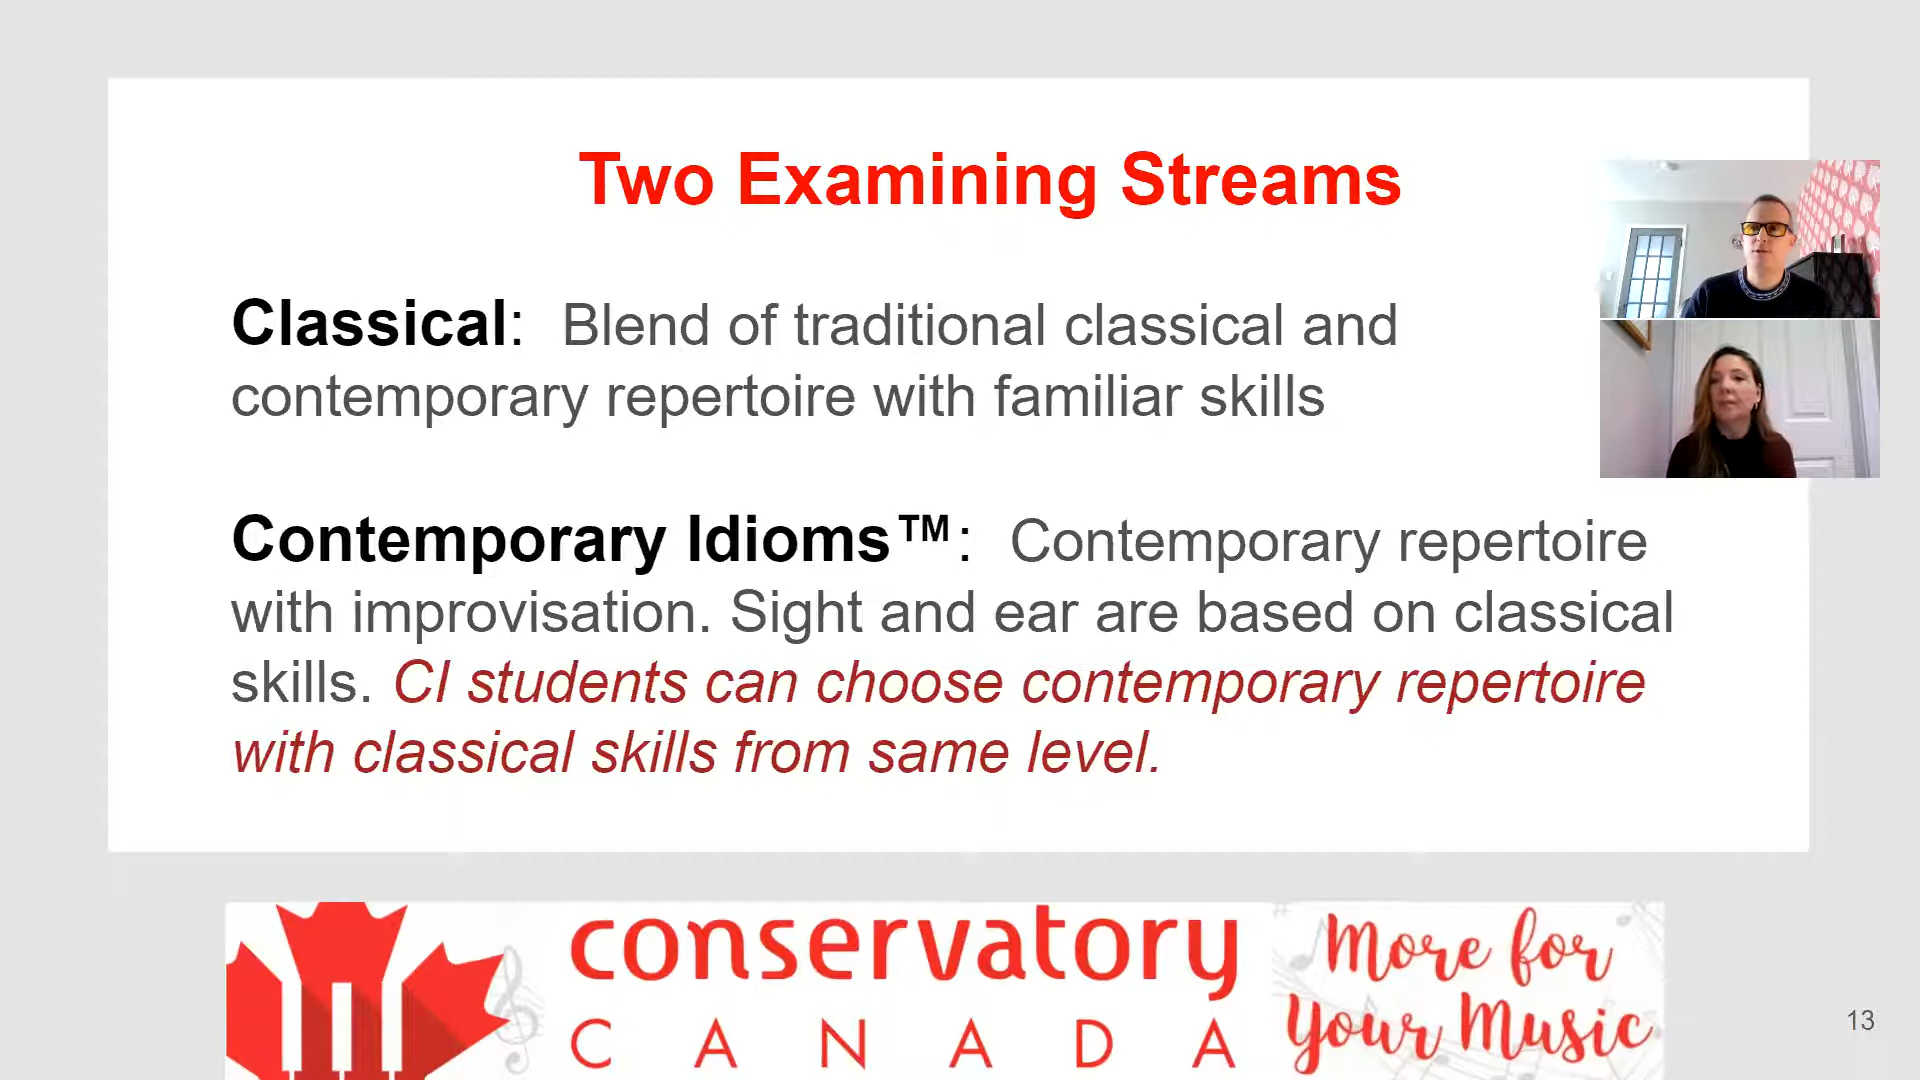 Two Examining Streams
Classical: Blend of traditional classical and
contemporary repertoire with familiar skills
Contemporary Idioms™: Contemporary repertoire
with improvisation. Sight and ear are based on classical
skills. CI students can choose contemporary repertoire
with classical skills from same level.
conservatory
CANADA
More for
Your Music
13